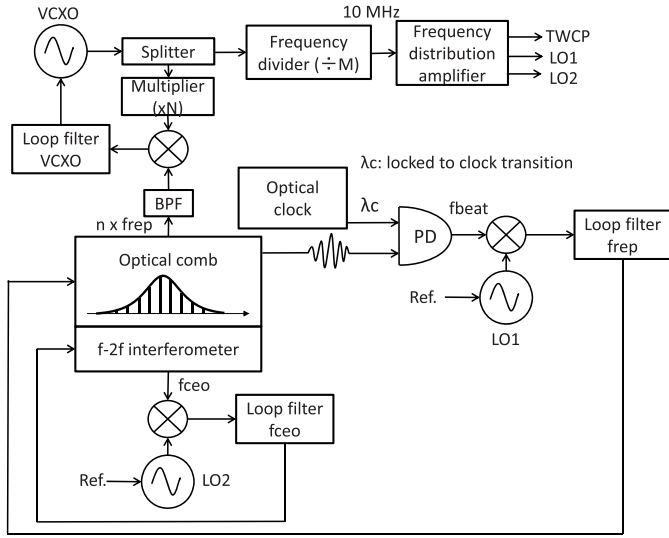 VCXO
10 MHz
Splitter
Frequency
divider (÷M)
Frequency
distribution
amplifier
TWCP
LO1
LO2
Multiplier
(xN)
Loop filter
VCXO
BPF
n x frep
λc: locked to clock transition
Optical
clock
λc
PD
fbeat
Loop filter
frep
Optical comb
Ref.
LO1
f-2f interferometer
fceo
Loop filter
fceo
Ref.
LO2